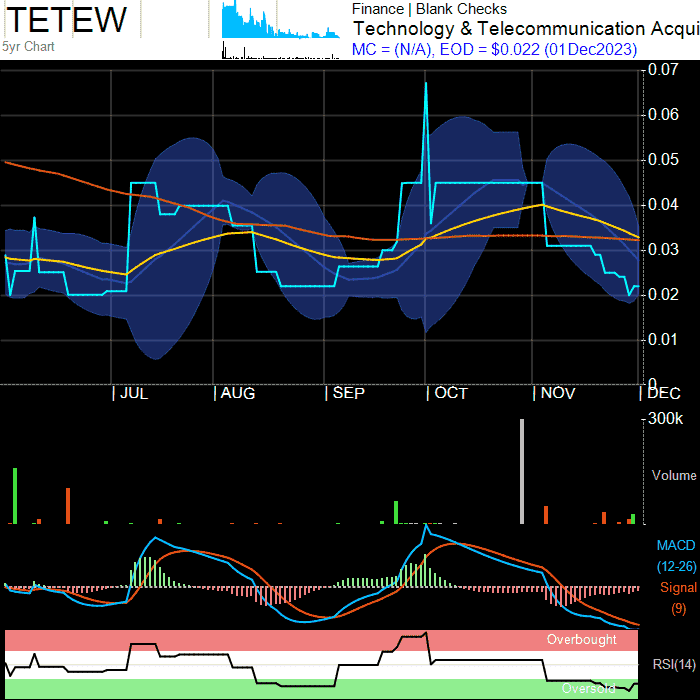 TETEW
5yr Chart
Finance | Blank Checks
Technology & Telecommunication Acqui
MC = (N/A), EOD = $0.022 (01Dec2023)
0.07
0.06
0.05
0.04
0.03
0.02
0.01
0
JUL AUG SEP OCT NOV DEC
300k
Volume
MACD
(12-26)
Signal
(9)
Overbought
RSI(14)
Oversold